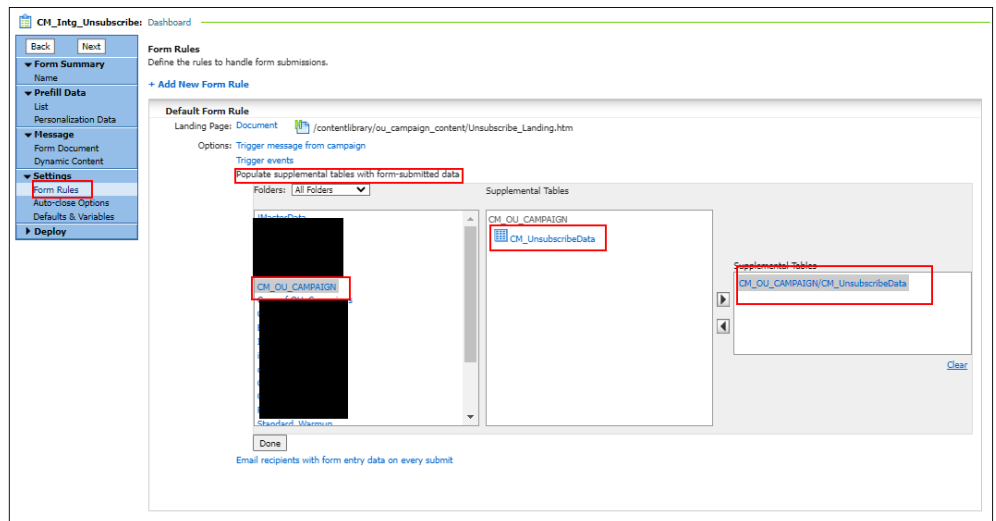 CM_Intg_Unsubscribe: Dashboard
Back Next
Form Summary
Name
Prefill Data
List
Personalization Data
Message
Form Document
Dynamic Content
Settings
Form Rules
Auto-close Options
Defaults & Variables
Deploy
Form Rules
Define the rules to handle form submissions.
+ Add New Form Rule
Default Form Rule
Landing Page: Document /contentlibrary/ou_campaign_content/Unsubscribe_Landing.htm
Options: Trigger message from campaign
Trigger events
Populate supplemental tables with form-submitted data
Folders: All Folders
Supplemental Tables
CM_OU_CAMPAIGN
CM_OU_CAMPAIGN
CM_UnsubscribeData
Supplemental Tables
CM_OU_CAMPAIGN/CM_UnsubscribeData
Clear
Standard_Warmup
Done
Email recipients with form entry data on every submit